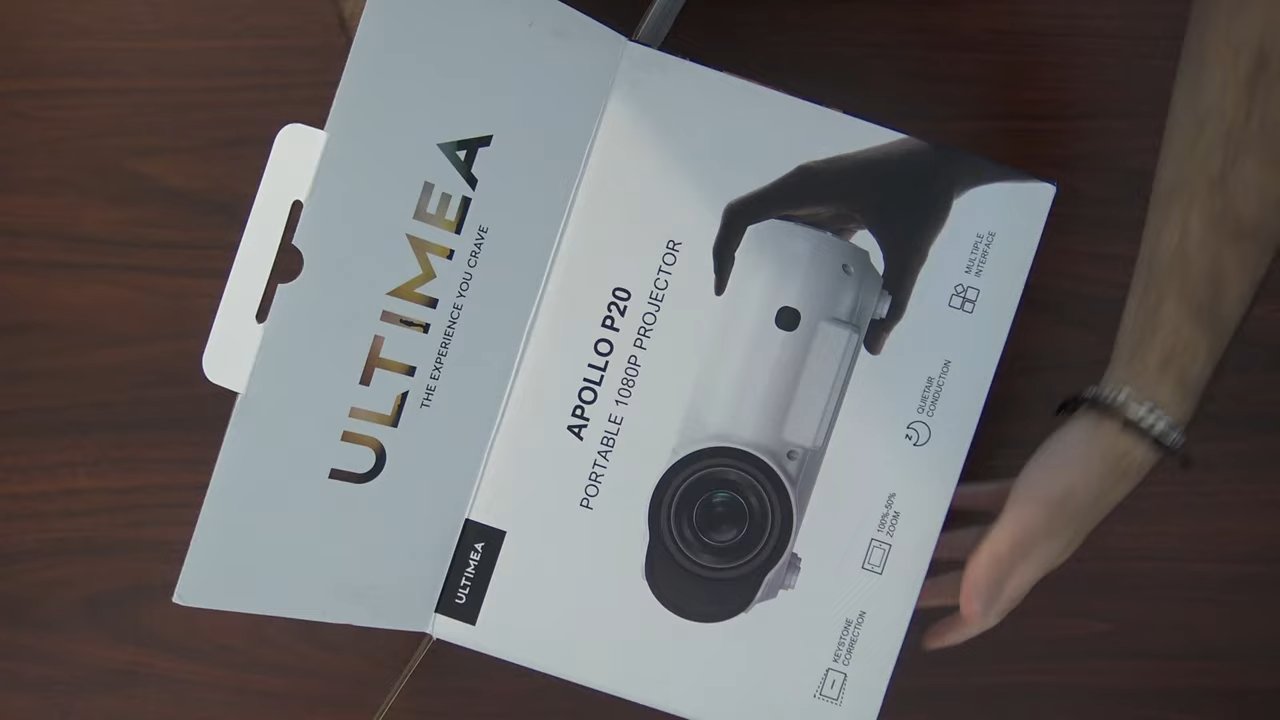 ULTIMEA
THE EXPERIENCE YOU CRAVE
ULTIMEA
APOLLO P20
PORTABLE 1080P PROJECTOR
KEYSTONE
CORRECTION
100%-50%
ZOOM
QUIETAIR
CONDUCTION
MULTIPLE
INTERFACE